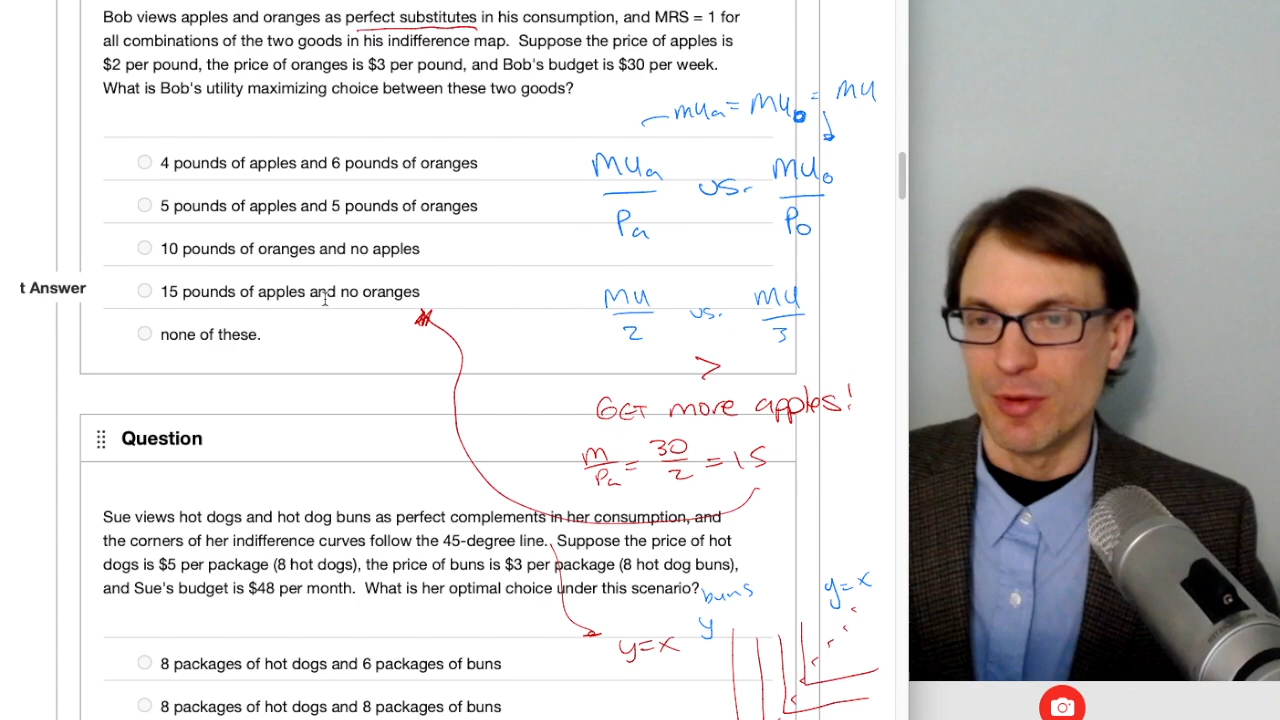 Bob views apples and oranges as perfect substitutes in his consumption, and MRS = 1 for
all combinations of the two goods in his indifference map.  Suppose the price of apples is
$2 per pound, the price of oranges is $3 per pound, and Bob's budget is $30 per week.
What is Bob's utility maximizing choice between these two goods?
MUa = MUo = MU
4 pounds of apples and 6 pounds of oranges
5 pounds of apples and 5 pounds of oranges
10 pounds of oranges and no apples
t Answer
15 pounds of apples and no oranges
none of these.
MUa vs. MUo
Pa Po
MU vs. MU
2 3
>
GET more apples!
m/Pa = 30/2 = 15
Question
Sue views hot dogs and hot dog buns as perfect complements in her consumption, and
the corners of her indifference curves follow the 45-degree line.  Suppose the price of hot
dogs is $5 per package (8 hot dogs), the price of buns is $3 per package (8 hot dog buns),
and Sue's budget is $48 per month.  What is her optimal choice under this scenario?
buns
y
y=x
y=x
8 packages of hot dogs and 6 packages of buns
8 packages of hot dogs and 8 packages of buns